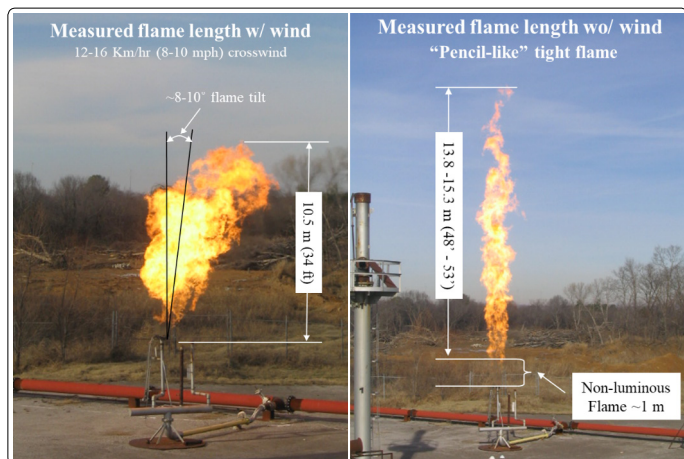 Measured flame length w/ wind
12-16 Km/hr (8-10 mph) crosswind
~8-10° flame tilt
10.5 m (34 ft)
Measured flame length wo/ wind
“Pencil-like” tight flame
13.8 -15.3 m (48’ - 53’)
Non-luminous
Flame ~1 m